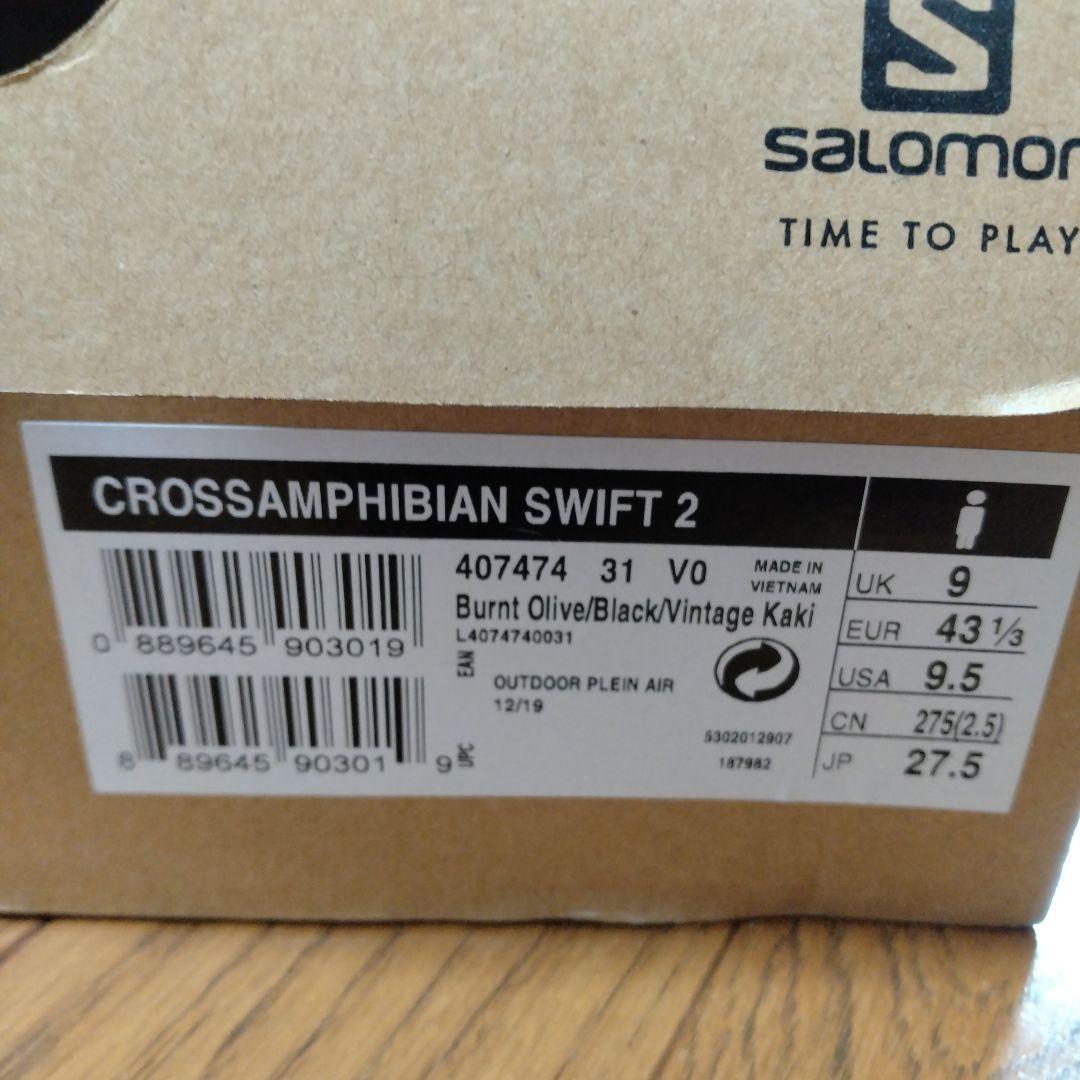 S
SALOMON
TIME TO PLAY
CROSSAMPHIBIAN SWIFT 2
407474 31 V0
MADE IN
VIETNAM
Burnt Olive/Black/Vintage Kaki
L4074740031
0 889645 903019
EAN
OUTDOOR PLEIN AIR
12/19
8 89645 90301 9
UPC
5302012907
187982
UK 9
EUR 43 1/3
USA 9.5
CN 275(2.5)
JP 27.5